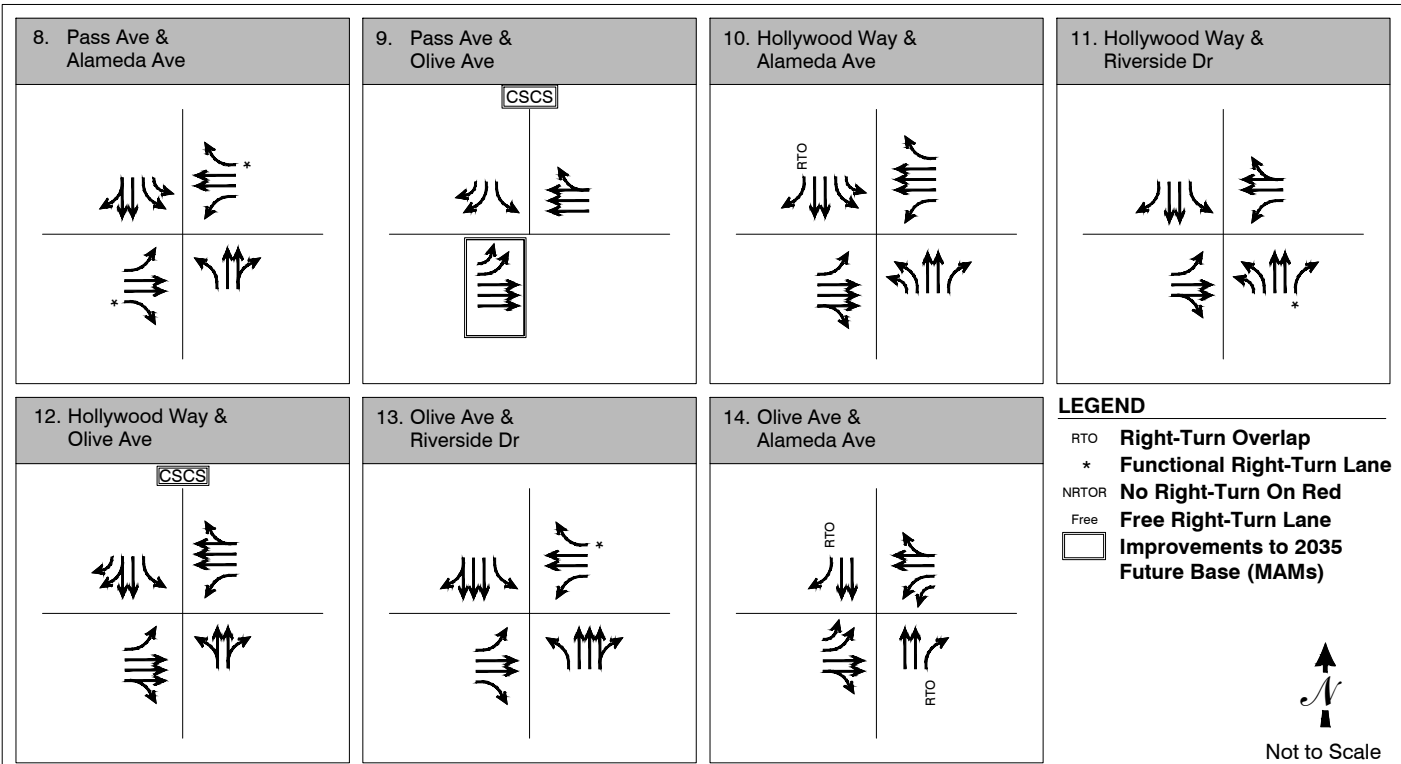 8. Pass Ave &
Alameda Ave
9. Pass Ave &
Olive Ave
CSCS
10. Hollywood Way &
Alameda Ave
11. Hollywood Way &
Riverside Dr
*
*
RTO
*
12. Hollywood Way &
Olive Ave
CSCS
13. Olive Ave &
Riverside Dr
*
14. Olive Ave &
Alameda Ave
RTO
RTO
LEGEND
RTO Right-Turn Overlap
* Functional Right-Turn Lane
NRTOR No Right-Turn On Red
Free Free Right-Turn Lane
Improvements to 2035
Future Base (MAMs)
N
Not to Scale